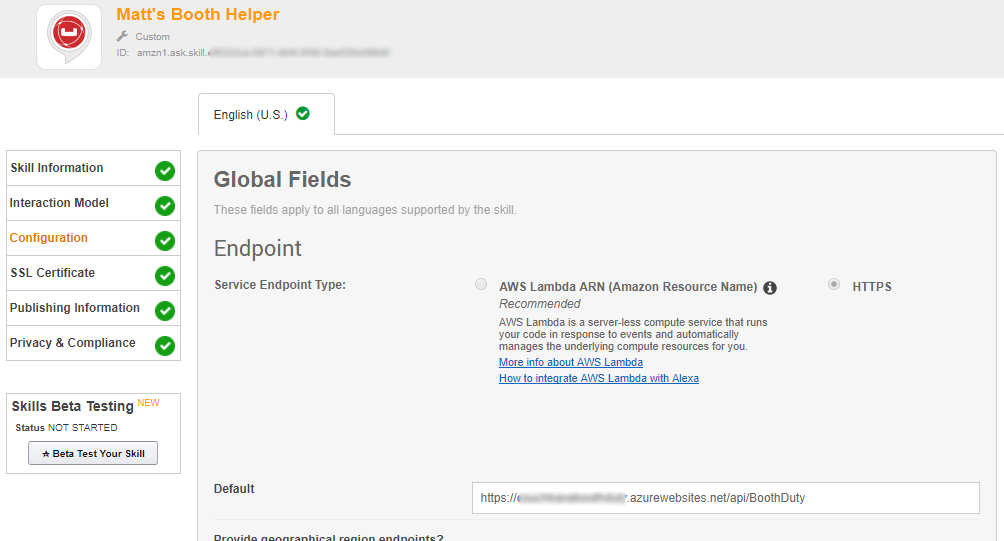 Matt's Booth Helper
Custom
ID: amzn1.ask.skill.
English (U.S.)
Skill Information
Interaction Model
Configuration
SSL Certificate
Publishing Information
Privacy & Compliance
Skills Beta Testing NEW
Status NOT STARTED
Beta Test Your Skill
Global Fields
These fields apply to all languages supported by the skill.
Endpoint
Service Endpoint Type:
AWS Lambda ARN (Amazon Resource Name)
HTTPS
Recommended
AWS Lambda is a server-less compute service that runs
your code in response to events and automatically
manages the underlying compute resources for you.
More info about AWS Lambda
How to integrate AWS Lambda with Alexa
Default
https:// .azurewebsites.net/api/BoothDuty
Provide geographical region endpoints?